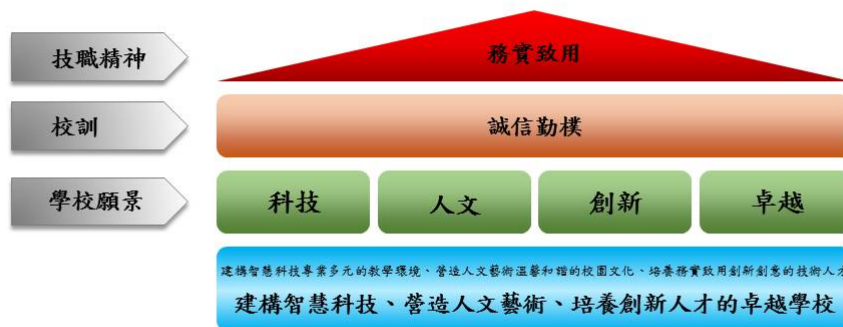 技職精神
務實致用
校訓
誠信勤樸
學校願景
科技
人文
創新
卓越
建構智慧科技專業多元的教學環境、營造人文藝術溫馨和諧的校園文化、培養務實致用創新創意的技術人才
建構智慧科技、營造人文藝術、培養創新人才的卓越學校